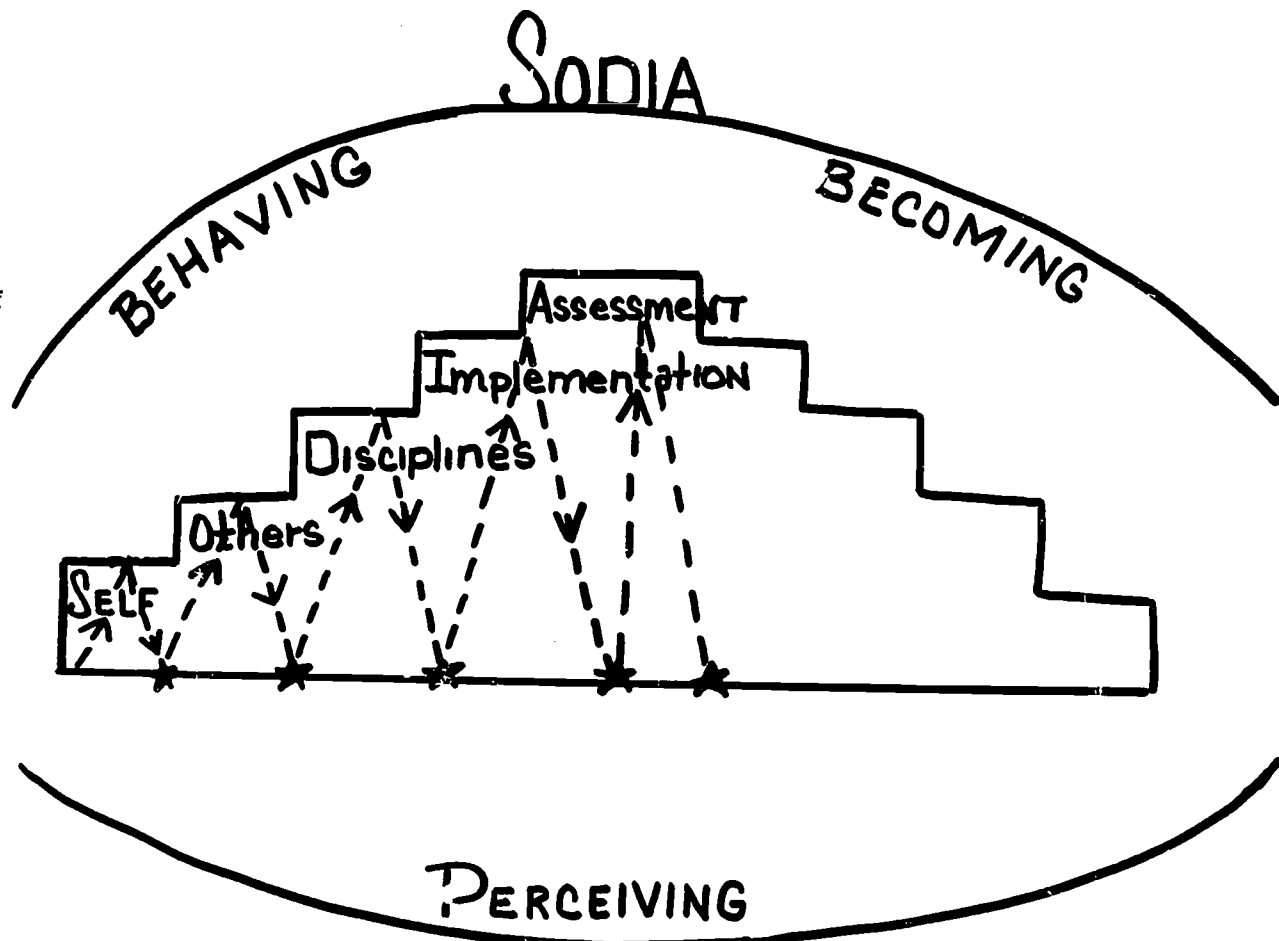 SODIA
BEHAVING
BECOMING
Assessment
Implementation
Disciplines
Others
SELF
PERCEIVING